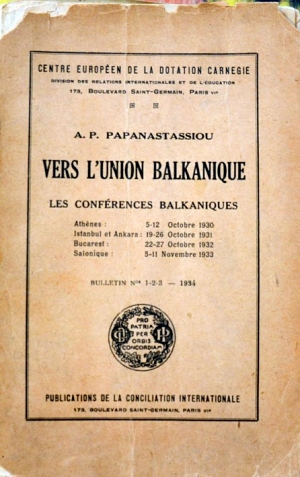 CENTRE EUROPÉEN DE LA DOTATION CARNEGIE
DIVISION DES RELATIONS INTERNATIONALES ET DE L'ÉDUCATION
173, BOULEVARD SAINT-GERMAIN, PARIS VIe
A. P. PAPANASTASSIOU
VERS L'UNION BALKANIQUE
LES CONFÉRENCES BALKANIQUES
Athènes : 5-12 Octobre 1930
Istanbul et Ankara : 19-26 Octobre 1931
Bucarest : 22-27 Octobre 1932
Salonique : 5-11 Novembre 1933
BULLETIN Nos 1-2-3 — 1934
PRO
PATRIA
PER
ORBIS
CONCORDIAM
PUBLICATIONS DE LA CONCILIATION INTERNATIONALE
173, BOULEVARD SAINT-GERMAIN, PARIS VIe